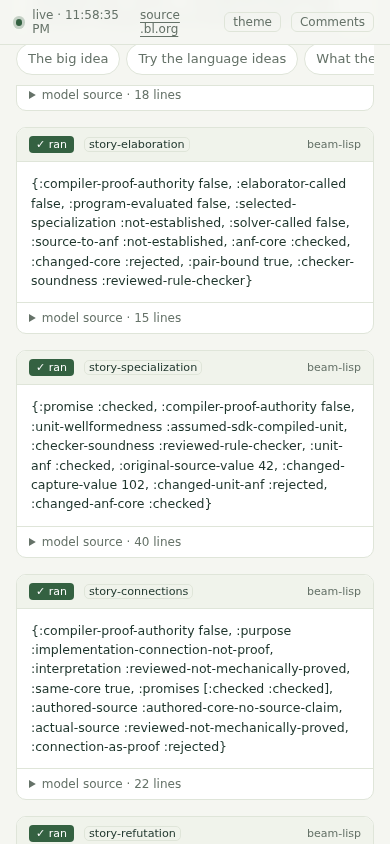 live · 11:58:35 PM
source .bl.org
theme
Comments
The big idea
Try the language ideas
What the
▶ model source · 18 lines
✓ ran
story-elaboration
beam-lisp
{:compiler-proof-authority false, :elaborator-called
false, :program-evaluated false, :selected-
specialization :not-established, :solver-called false,
:source-to-anf :not-established, :anf-core :checked,
:changed-core :rejected, :pair-bound true, :checker-
soundness :reviewed-rule-checker}
▶ model source · 15 lines
✓ ran
story-specialization
beam-lisp
{:promise :checked, :compiler-proof-authority false,
:unit-wellformedness :assumed-sdk-compiled-unit,
:checker-soundness :reviewed-rule-checker, :unit-
anf :checked, :original-source-value 42, :changed-
capture-value 102, :changed-unit-anf :rejected,
:changed-anf-core :checked}
▶ model source · 40 lines
✓ ran
story-connections
beam-lisp
{:compiler-proof-authority false, :purpose
:implementation-connection-not-proof,
:interpretation :reviewed-not-mechanically-proved,
:same-core true, :promises [:checked :checked],
:authored-source :authored-core-no-source-claim,
:actual-source :reviewed-not-mechanically-proved,
:connection-as-proof :rejected}
▶ model source · 22 lines
✓ ran
story-refutation
beam-lisp